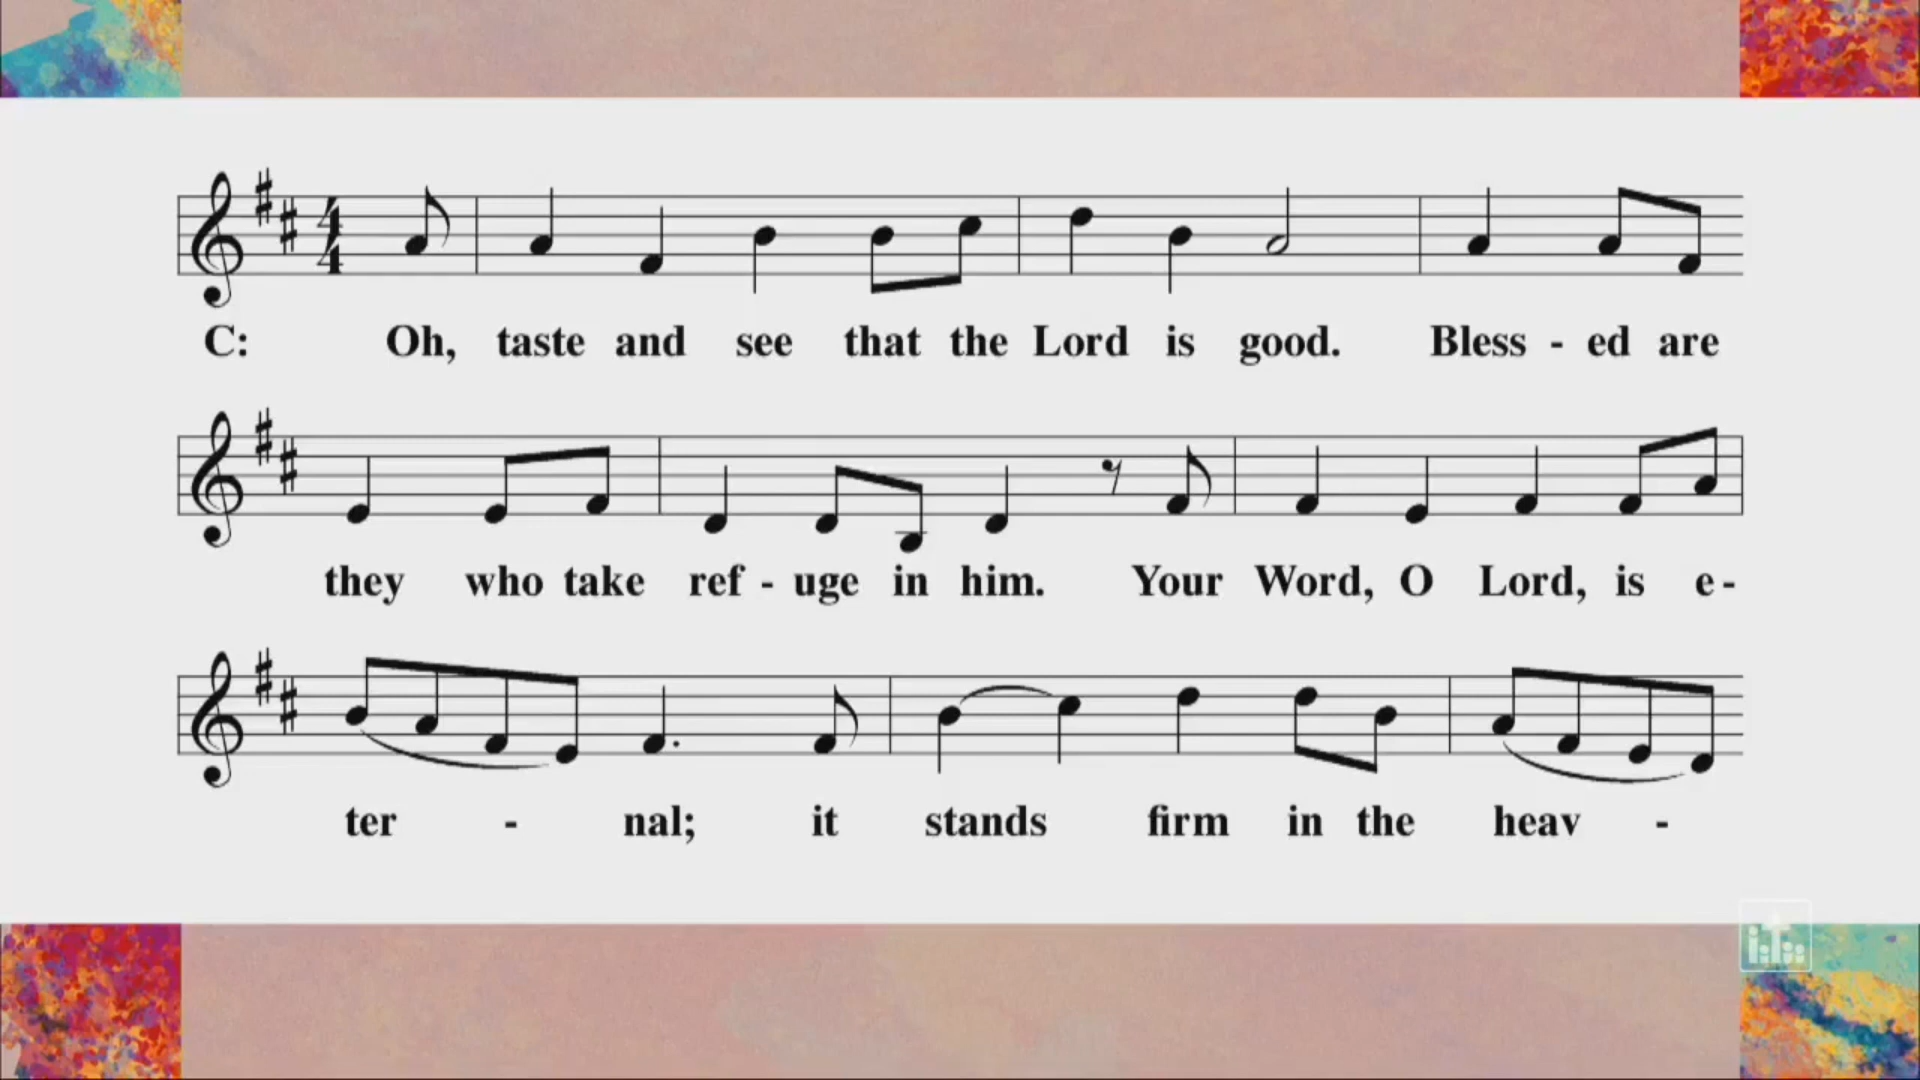 C: Oh, taste and see that the Lord is good. Bless - ed are
they who take ref - uge in him. Your Word, O Lord, is e -
ter - nal; it stands firm in the heav -